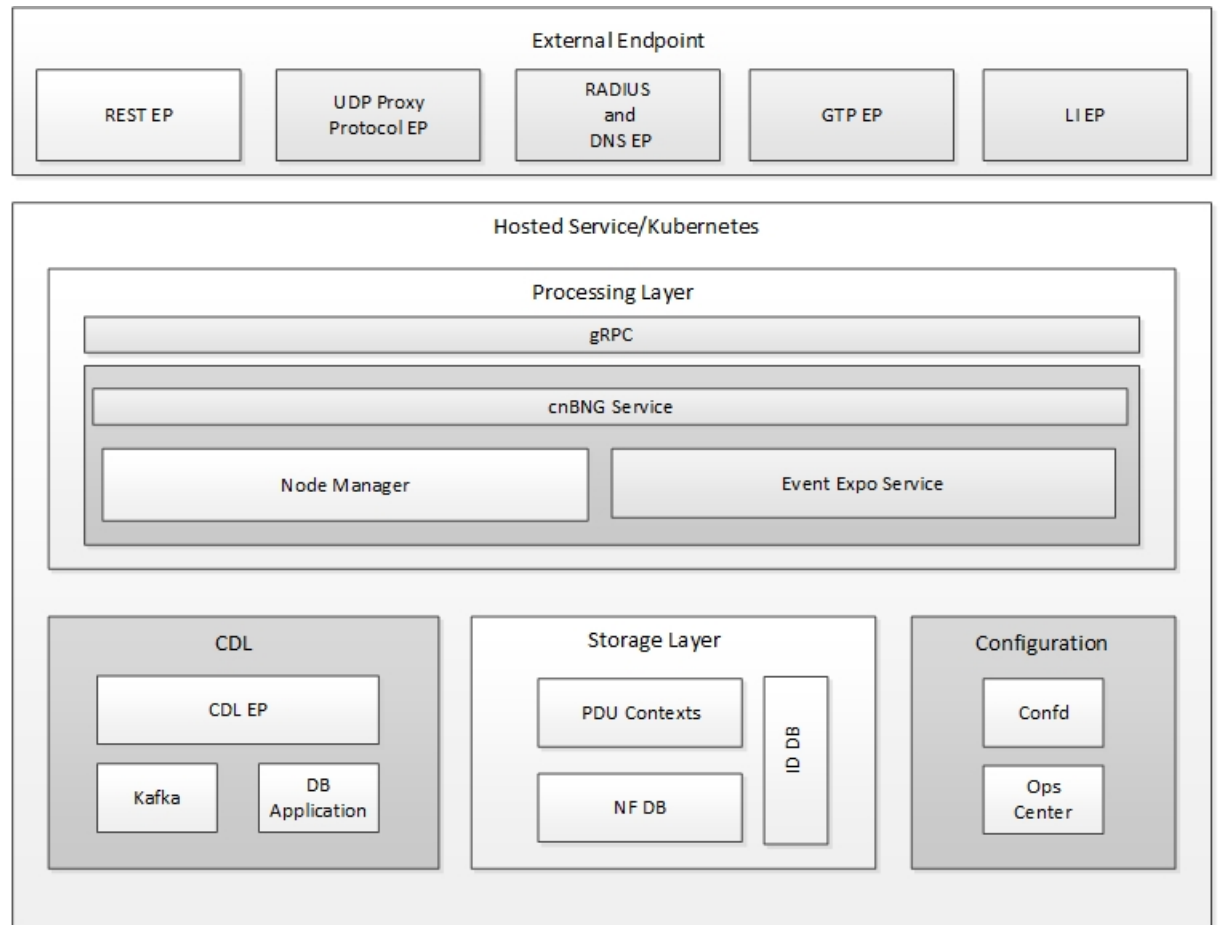 External Endpoint
REST EP
UDP Proxy
Protocol EP
RADIUS
and
DNS EP
GTP EP
LI EP
Hosted Service/Kubernetes
Processing Layer
gRPC
cnBNG Service
Node Manager
Event Expo Service
CDL
CDL EP
Kafka
DB
Application
Storage Layer
PDU Contexts
NF DB
ID DB
Configuration
Confd
Ops
Center